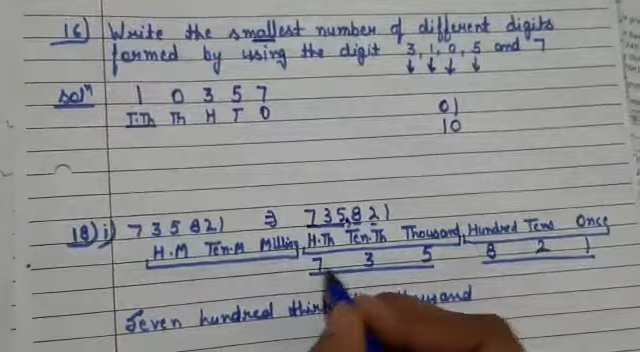 16) Write the smallest number of different digits
formed by using the digit 3, 1, 0, 5 and 7
Solⁿ 1 0 3 5 7
T.Th Th H T O
01
10
18) i) 7 3 5 8 2 1 ⇒ 7 3 5, 8 2 1
H.M Ten.M Million H.Th Ten.Th Thousand Hundred Tens Once
7 3 5 8 2 1
Seven hundred thousand